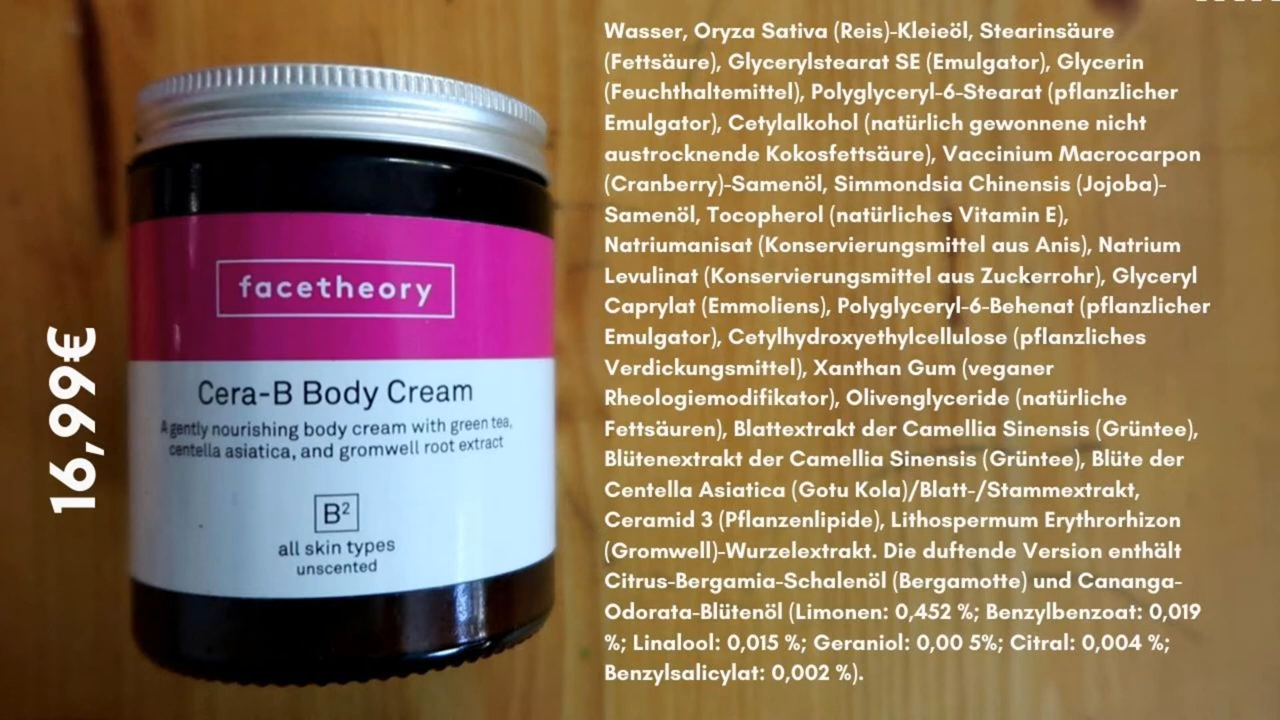 16,99€
facetheory
Cera-B Body Cream
A gently nourishing body cream with green tea,
centella asiatica, and gromwell root extract
B²
all skin types
unscented
Wasser, Oryza Sativa (Reis)-Kleieöl, Stearinsäure
(Fettsäure), Glycerylstearat SE (Emulgator), Glycerin
(Feuchthaltemittel), Polyglyceryl-6-Stearat (pflanzlicher
Emulgator), Cetylalkohol (natürlich gewonnene nicht
austrocknende Kokosfettsäure), Vaccinium Macrocarpon
(Cranberry)-Samenöl, Simmondsia Chinensis (Jojoba)-
Samenöl, Tocopherol (natürliches Vitamin E),
Natriumanisat (Konservierungsmittel aus Anis), Natrium
Levulinat (Konservierungsmittel aus Zuckerrohr), Glyceryl
Caprylat (Emmoliens), Polyglyceryl-6-Behenat (pflanzlicher
Emulgator), Cetylhydroxyethylcellulose (pflanzliches
Verdickungsmittel), Xanthan Gum (veganer
Rheologiemodifikator), Olivenglyceride (natürliche
Fettsäuren), Blattextrakt der Camellia Sinensis (Grüntee),
Blütenextrakt der Camellia Sinensis (Grüntee), Blüte der
Centella Asiatica (Gotu Kola)/Blatt-/Stammextrakt,
Ceramid 3 (Pflanzenlipide), Lithospermum Erythrorhizon
(Gromwell)-Wurzelextrakt. Die duftende Version enthält
Citrus-Bergamia-Schalenöl (Bergamotte) und Cananga-
Odorata-Blütenöl (Limonen: 0,452 %; Benzylbenzoat: 0,019
%; Linalool: 0,015 %; Geraniol: 0,00 5%; Citral: 0,004 %;
Benzylsalicylat: 0,002 %).